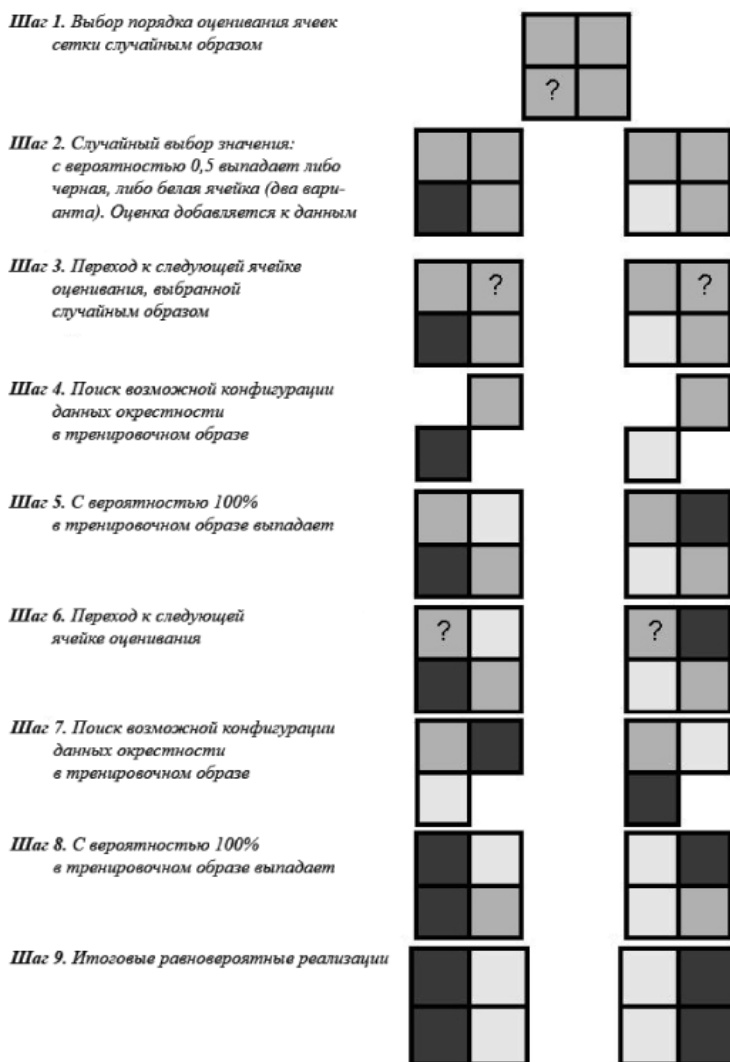 Шаг 1. Выбор порядка оценивания ячеек
сетки случайным образом
?
Шаг 2. Случайный выбор значения:
с вероятностью 0,5 выпадает либо
черная, либо белая ячейка (два вари-
анта). Оценка добавляется к данным
Шаг 3. Переход к следующей ячейке
оценивания, выбранной
случайным образом
? ?
Шаг 4. Поиск возможной конфигурации
данных окрестности
в тренировочном образе
Шаг 5. С вероятностью 100%
в тренировочном образе выпадает
Шаг 6. Переход к следующей
ячейке оценивания
? ?
Шаг 7. Поиск возможной конфигурации
данных окрестности
в тренировочном образе
Шаг 8. С вероятностью 100%
в тренировочном образе выпадает
Шаг 9. Итоговые равновероятные реализации